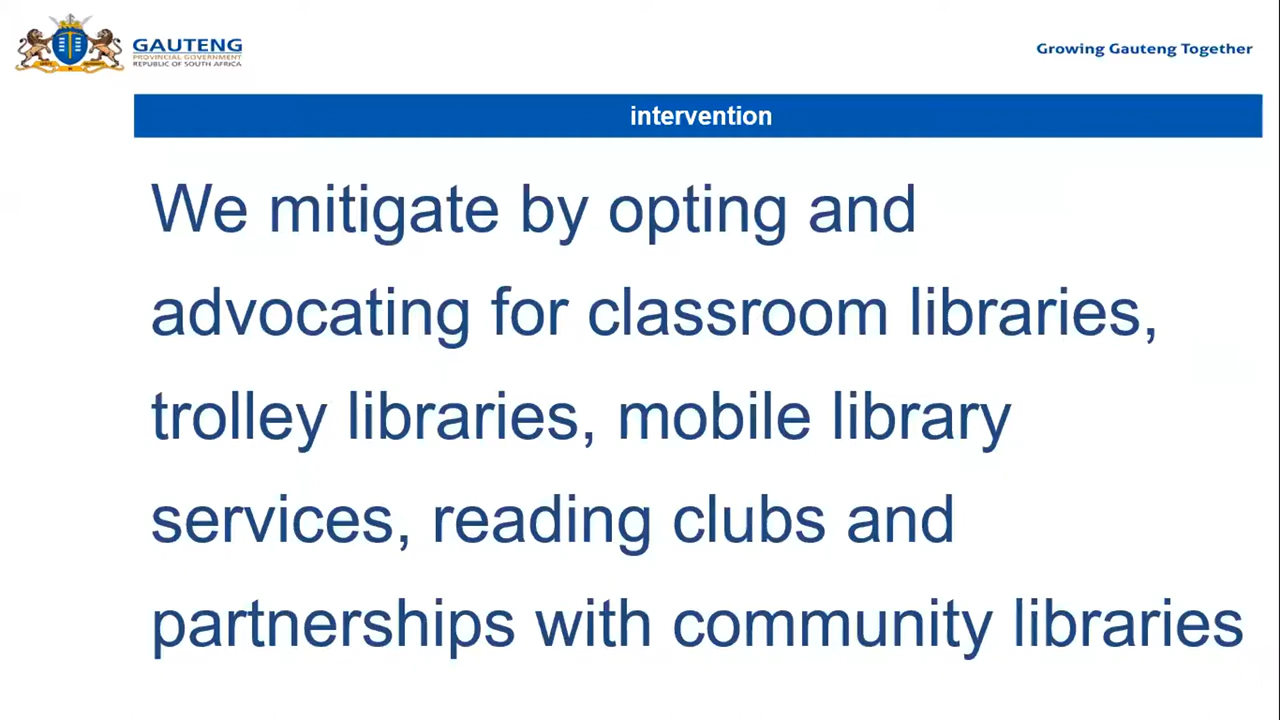 GAUTENG
PROVINCIAL GOVERNMENT
REPUBLIC OF SOUTH AFRICA
Growing Gauteng Together
intervention
We mitigate by opting and
advocating for classroom libraries,
trolley libraries, mobile library
services, reading clubs and
partnerships with community libraries